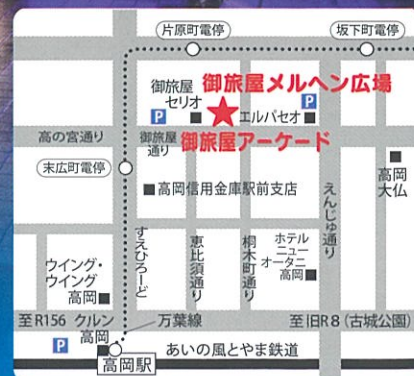 片原町電停
坂下町電停
御旅屋
セリオ
御旅屋メルヘン広場
P
P
エルパセオ
高の宮通り
御旅屋
通り
御旅屋アーケード
末広町電停
高岡
大仏
高岡信用金庫駅前支店
すえひろーど
恵比須通り
桐木町通り
えんじゅ通り
ホテル
ニュー
オータニ
高岡
ウイング・
ウイング
高岡
至R156
クルン
高岡
万葉線
至旧R8(古城公園)
P
高岡駅
あいの風とやま鉄道